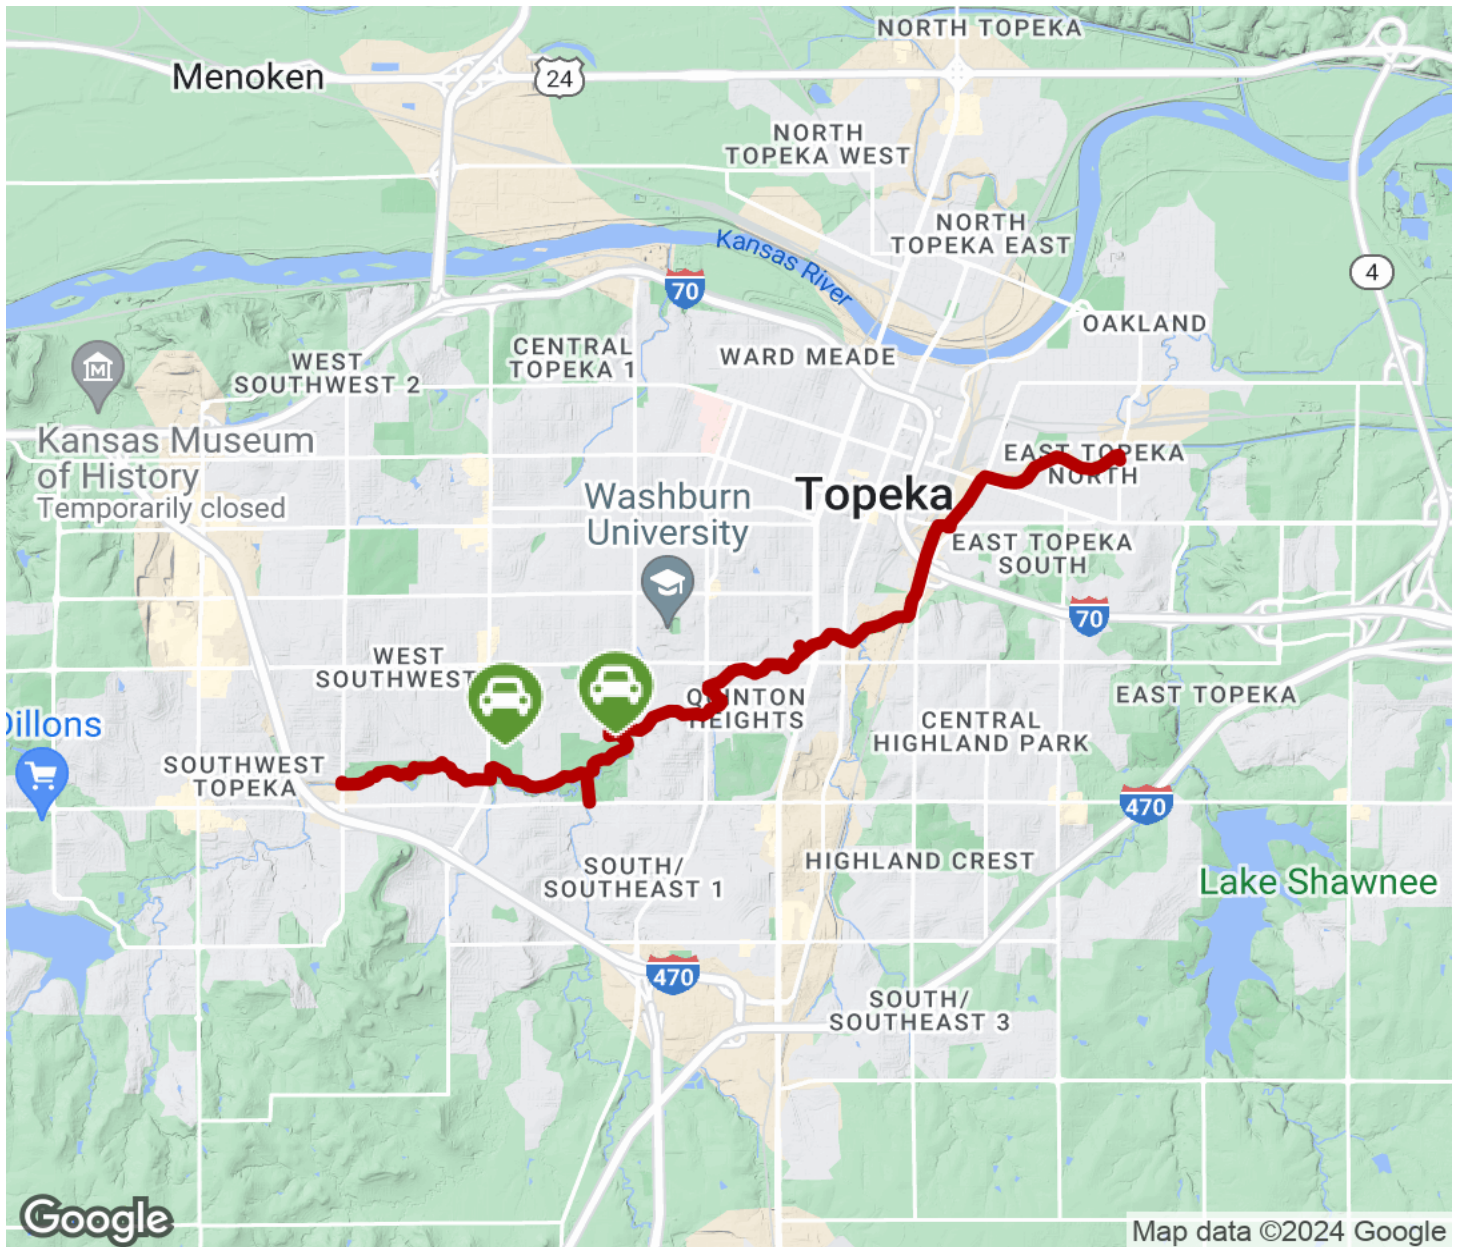 NORTH TOPEKA
Menoken
24
NORTH
TOPEKA WEST
NORTH
TOPEKA EAST
Kansas River
4
70
OAKLAND
CENTRAL
TOPEKA 1
WARD MEADE
WEST
SOUTHWEST 2
Kansas Museum
of History
Temporarily closed
EAST TOPEKA
NORTH
Washburn
University
Topeka
EAST TOPEKA
SOUTH
70
WEST
SOUTHWEST
QUINTON
HEIGHTS
EAST TOPEKA
CENTRAL
HIGHLAND PARK
Dillons
SOUTHWEST
TOPEKA
470
SOUTH/
SOUTHEAST 1
HIGHLAND CREST
Lake Shawnee
470
SOUTH/
SOUTHEAST 3
Google
Map data ©2024 Google